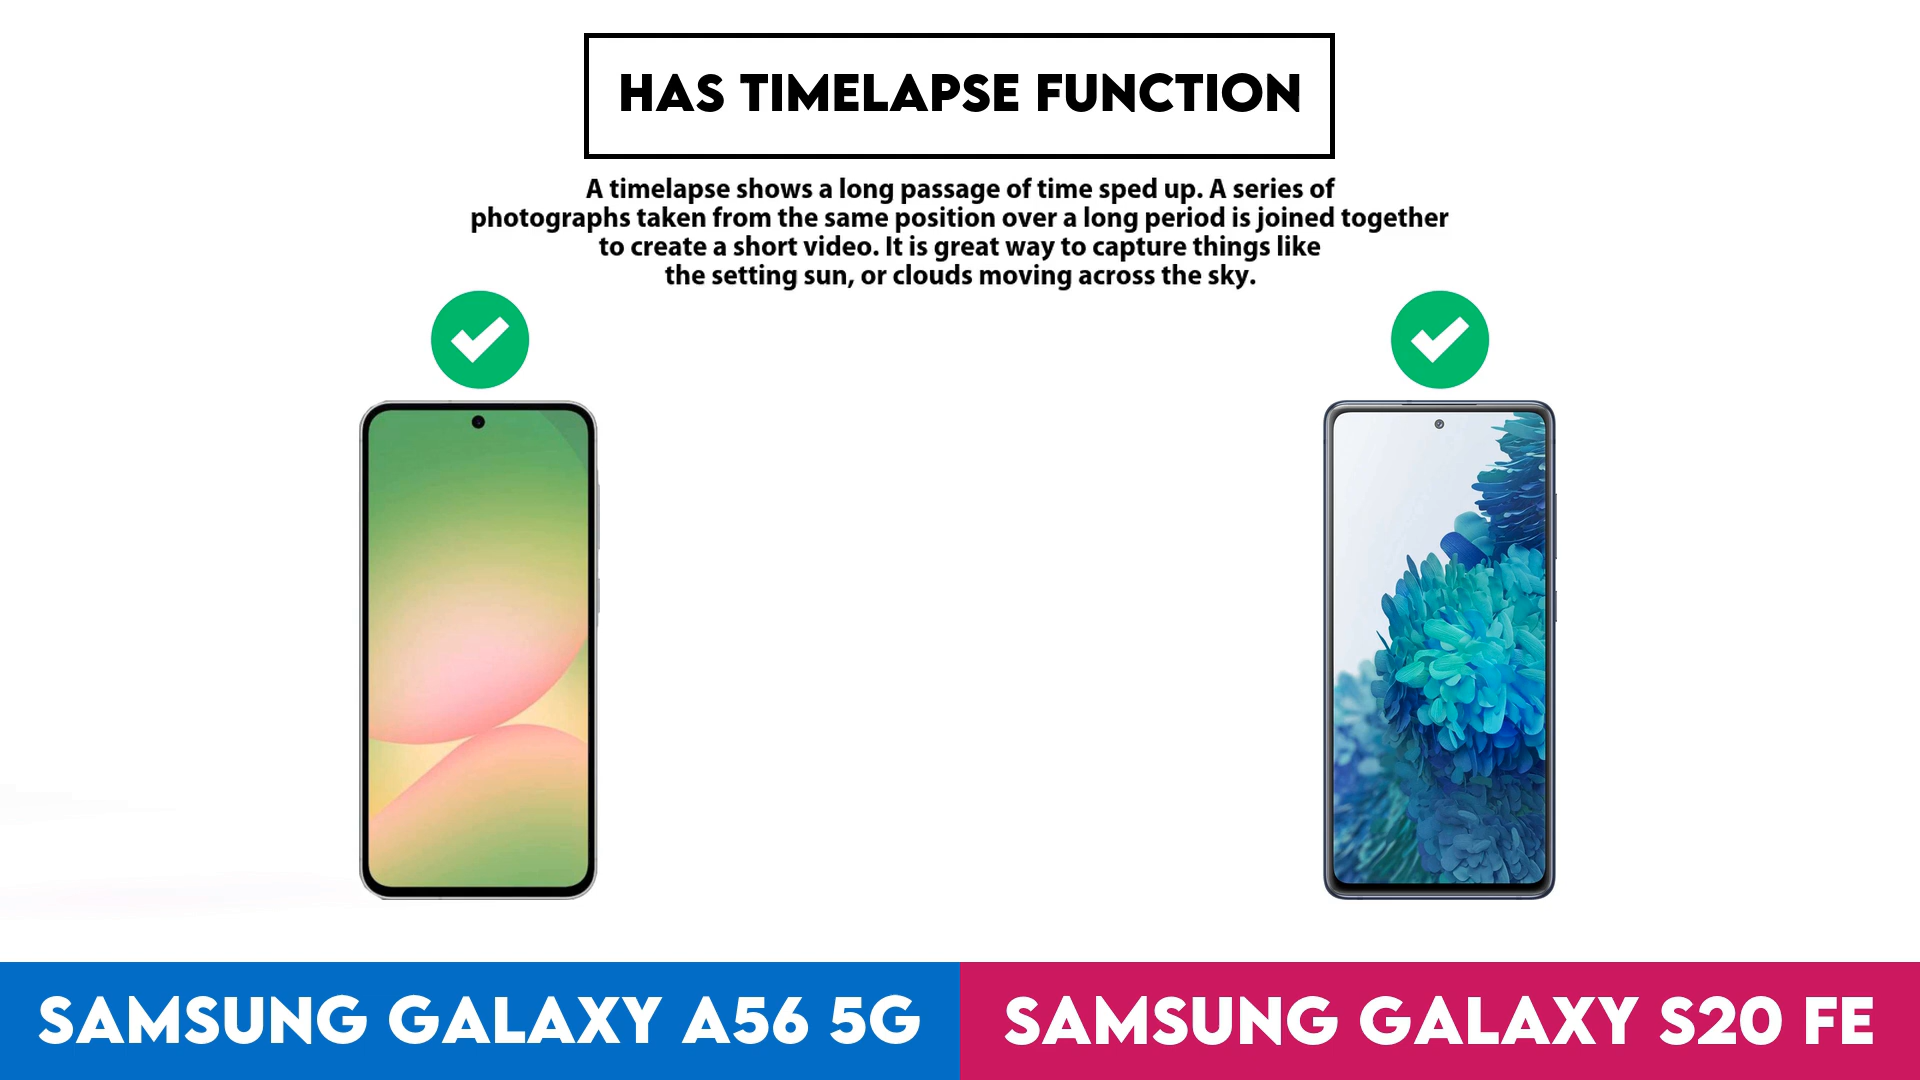 HAS TIMELAPSE FUNCTION
A timelapse shows a long passage of time sped up. A series of
photographs taken from the same position over a long period is joined together
to create a short video. It is great way to capture things like
the setting sun, or clouds moving across the sky.
SAMSUNG GALAXY A56 5G
SAMSUNG GALAXY S20 FE